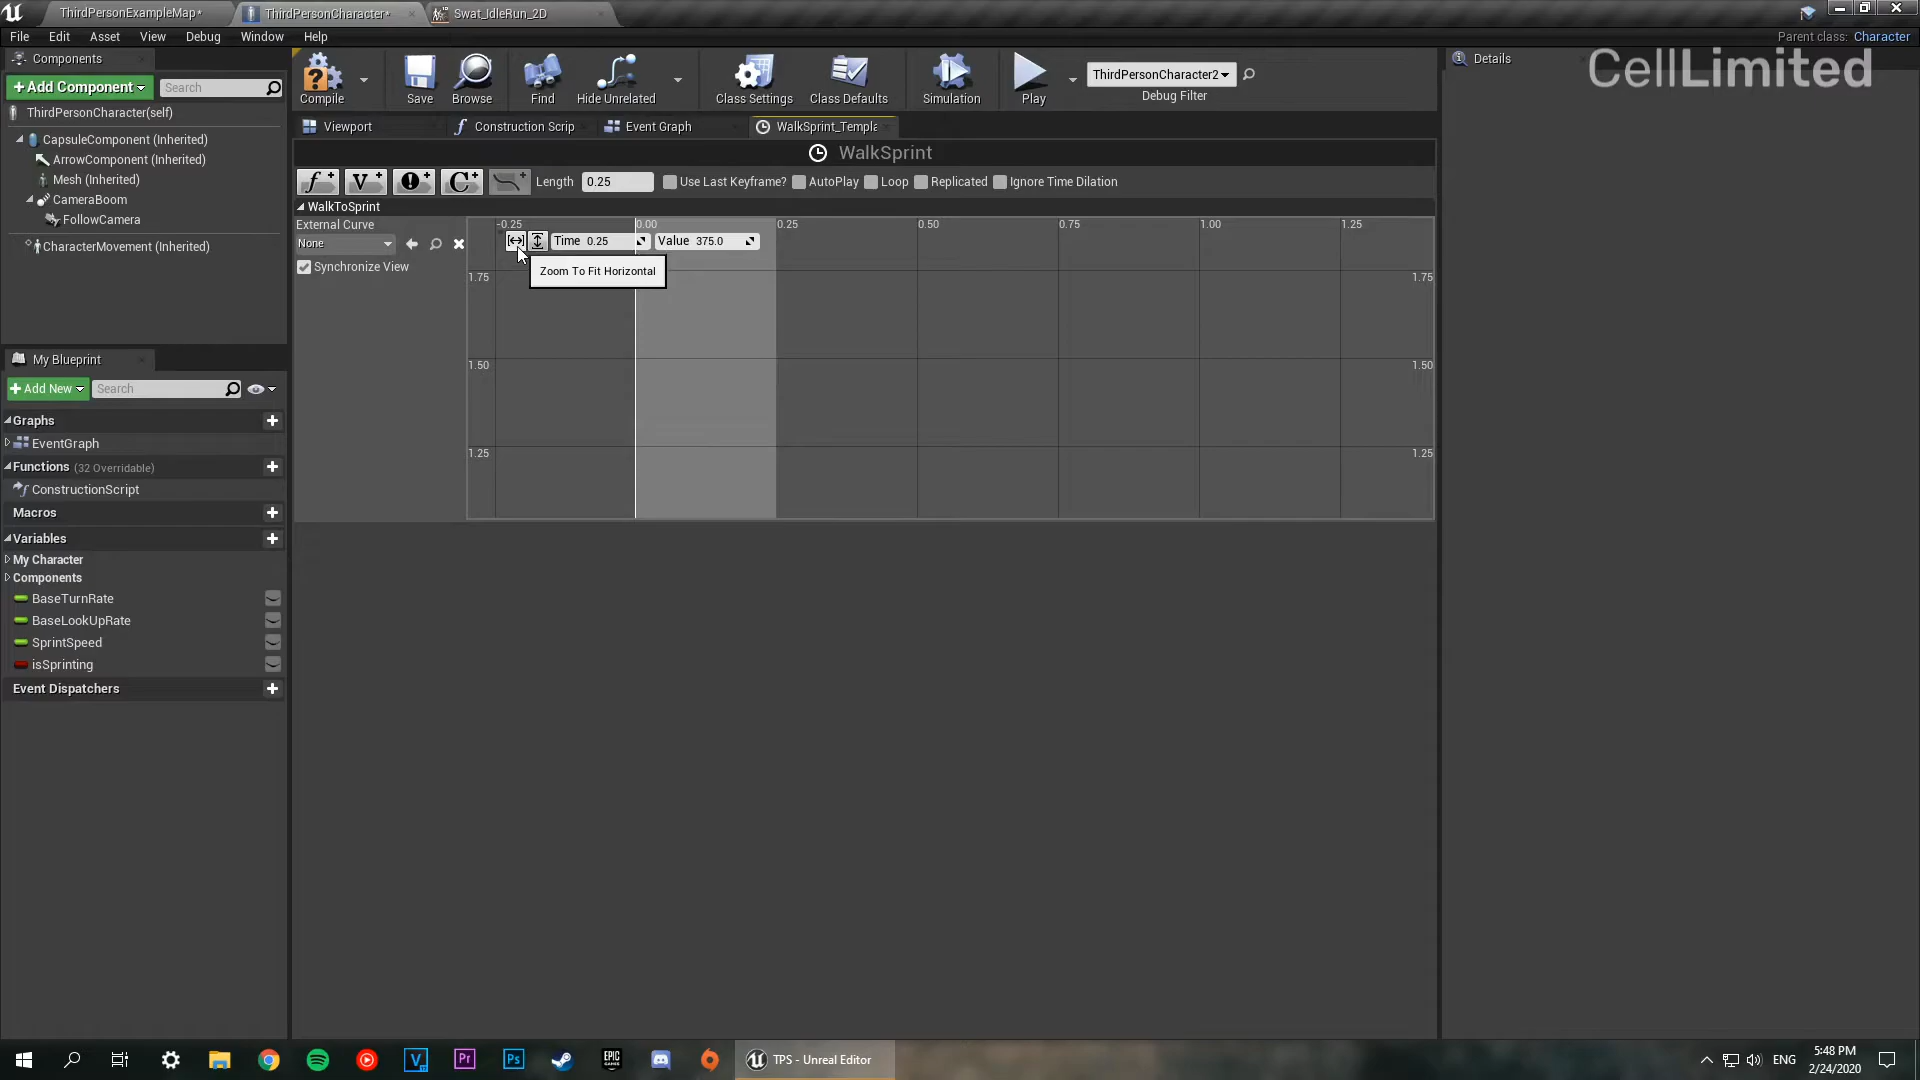 ThirdPersonExampleMap*
ThirdPersonCharacter*
Swat_IdleRun_2D
File Edit Asset View Debug Window Help
Parent class: Character
Components
+Add Component
Search
ThirdPersonCharacter(self)
CapsuleComponent (Inherited)
ArrowComponent (Inherited)
Mesh (Inherited)
CameraBoom
FollowCamera
CharacterMovement (Inherited)
Compile
Save
Browse
Find
Hide Unrelated
Class Settings
Class Defaults
Simulation
Play
ThirdPersonCharacter2
Debug Filter
Details
CellLimited
Viewport
Construction Scrip
Event Graph
WalkSprint_Templa
WalkSprint
f+ V+ !+ C+
Length 0.25
Use Last Keyframe?
AutoPlay
Loop
Replicated
Ignore Time Dilation
WalkToSprint
External Curve
None
Synchronize View
-0.25 0.00 0.25 0.50 0.75 1.00 1.25
Time 0.25
Value 375.0
Zoom To Fit Horizontal
1.75 1.75
1.50 1.50
1.25 1.25
My Blueprint
+Add New
Search
Graphs
EventGraph
Functions (32 Overridable)
ConstructionScript
Macros
Variables
My Character
Components
BaseTurnRate
BaseLookUpRate
SprintSpeed
isSprinting
Event Dispatchers
V
Pr
Ps
EPIC
GAMES
TPS - Unreal Editor
ENG
5:48 PM
2/24/2020